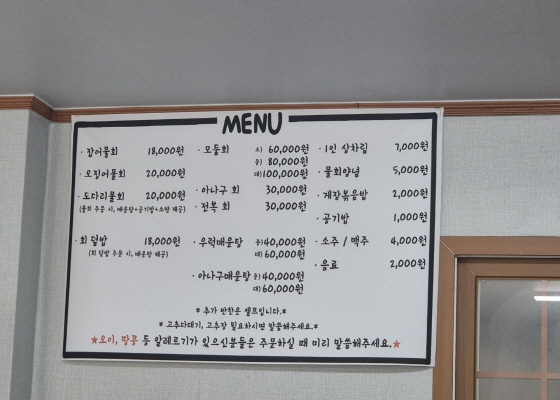 MENU
· 잡어물회 18,000원
· 오징어물회 20,000원
· 도다리물회 20,000원
(물회 주문 시, 매운탕+공기밥+소면 제공)
· 회 덮밥 18,000원
(회 덮밥 주문 시, 매운탕 제공)
· 모둠회 소) 60,000원
중) 80,000원
대)100,000원
· 아나구 회 30,000원
· 전복 회 30,000원
· 우럭매운탕 중)40,000원
대)60,000원
· 아나구매운탕 중)40,000원
대)60,000원
· 1인 상차림 7,000원
· 물회양념 5,000원
· 게장볶음밥 2,000원
· 공기밥 1,000원
· 소주 / 맥주 4,000원
· 음료 2,000원
* 추가 반찬은 셀프입니다.*
* 고추다대기, 고추장 필요하시면 말씀해주세요.*
★오이, 땅콩 등 알레르기가 있으신분들은 주문하실 때 미리 말씀해주세요.★